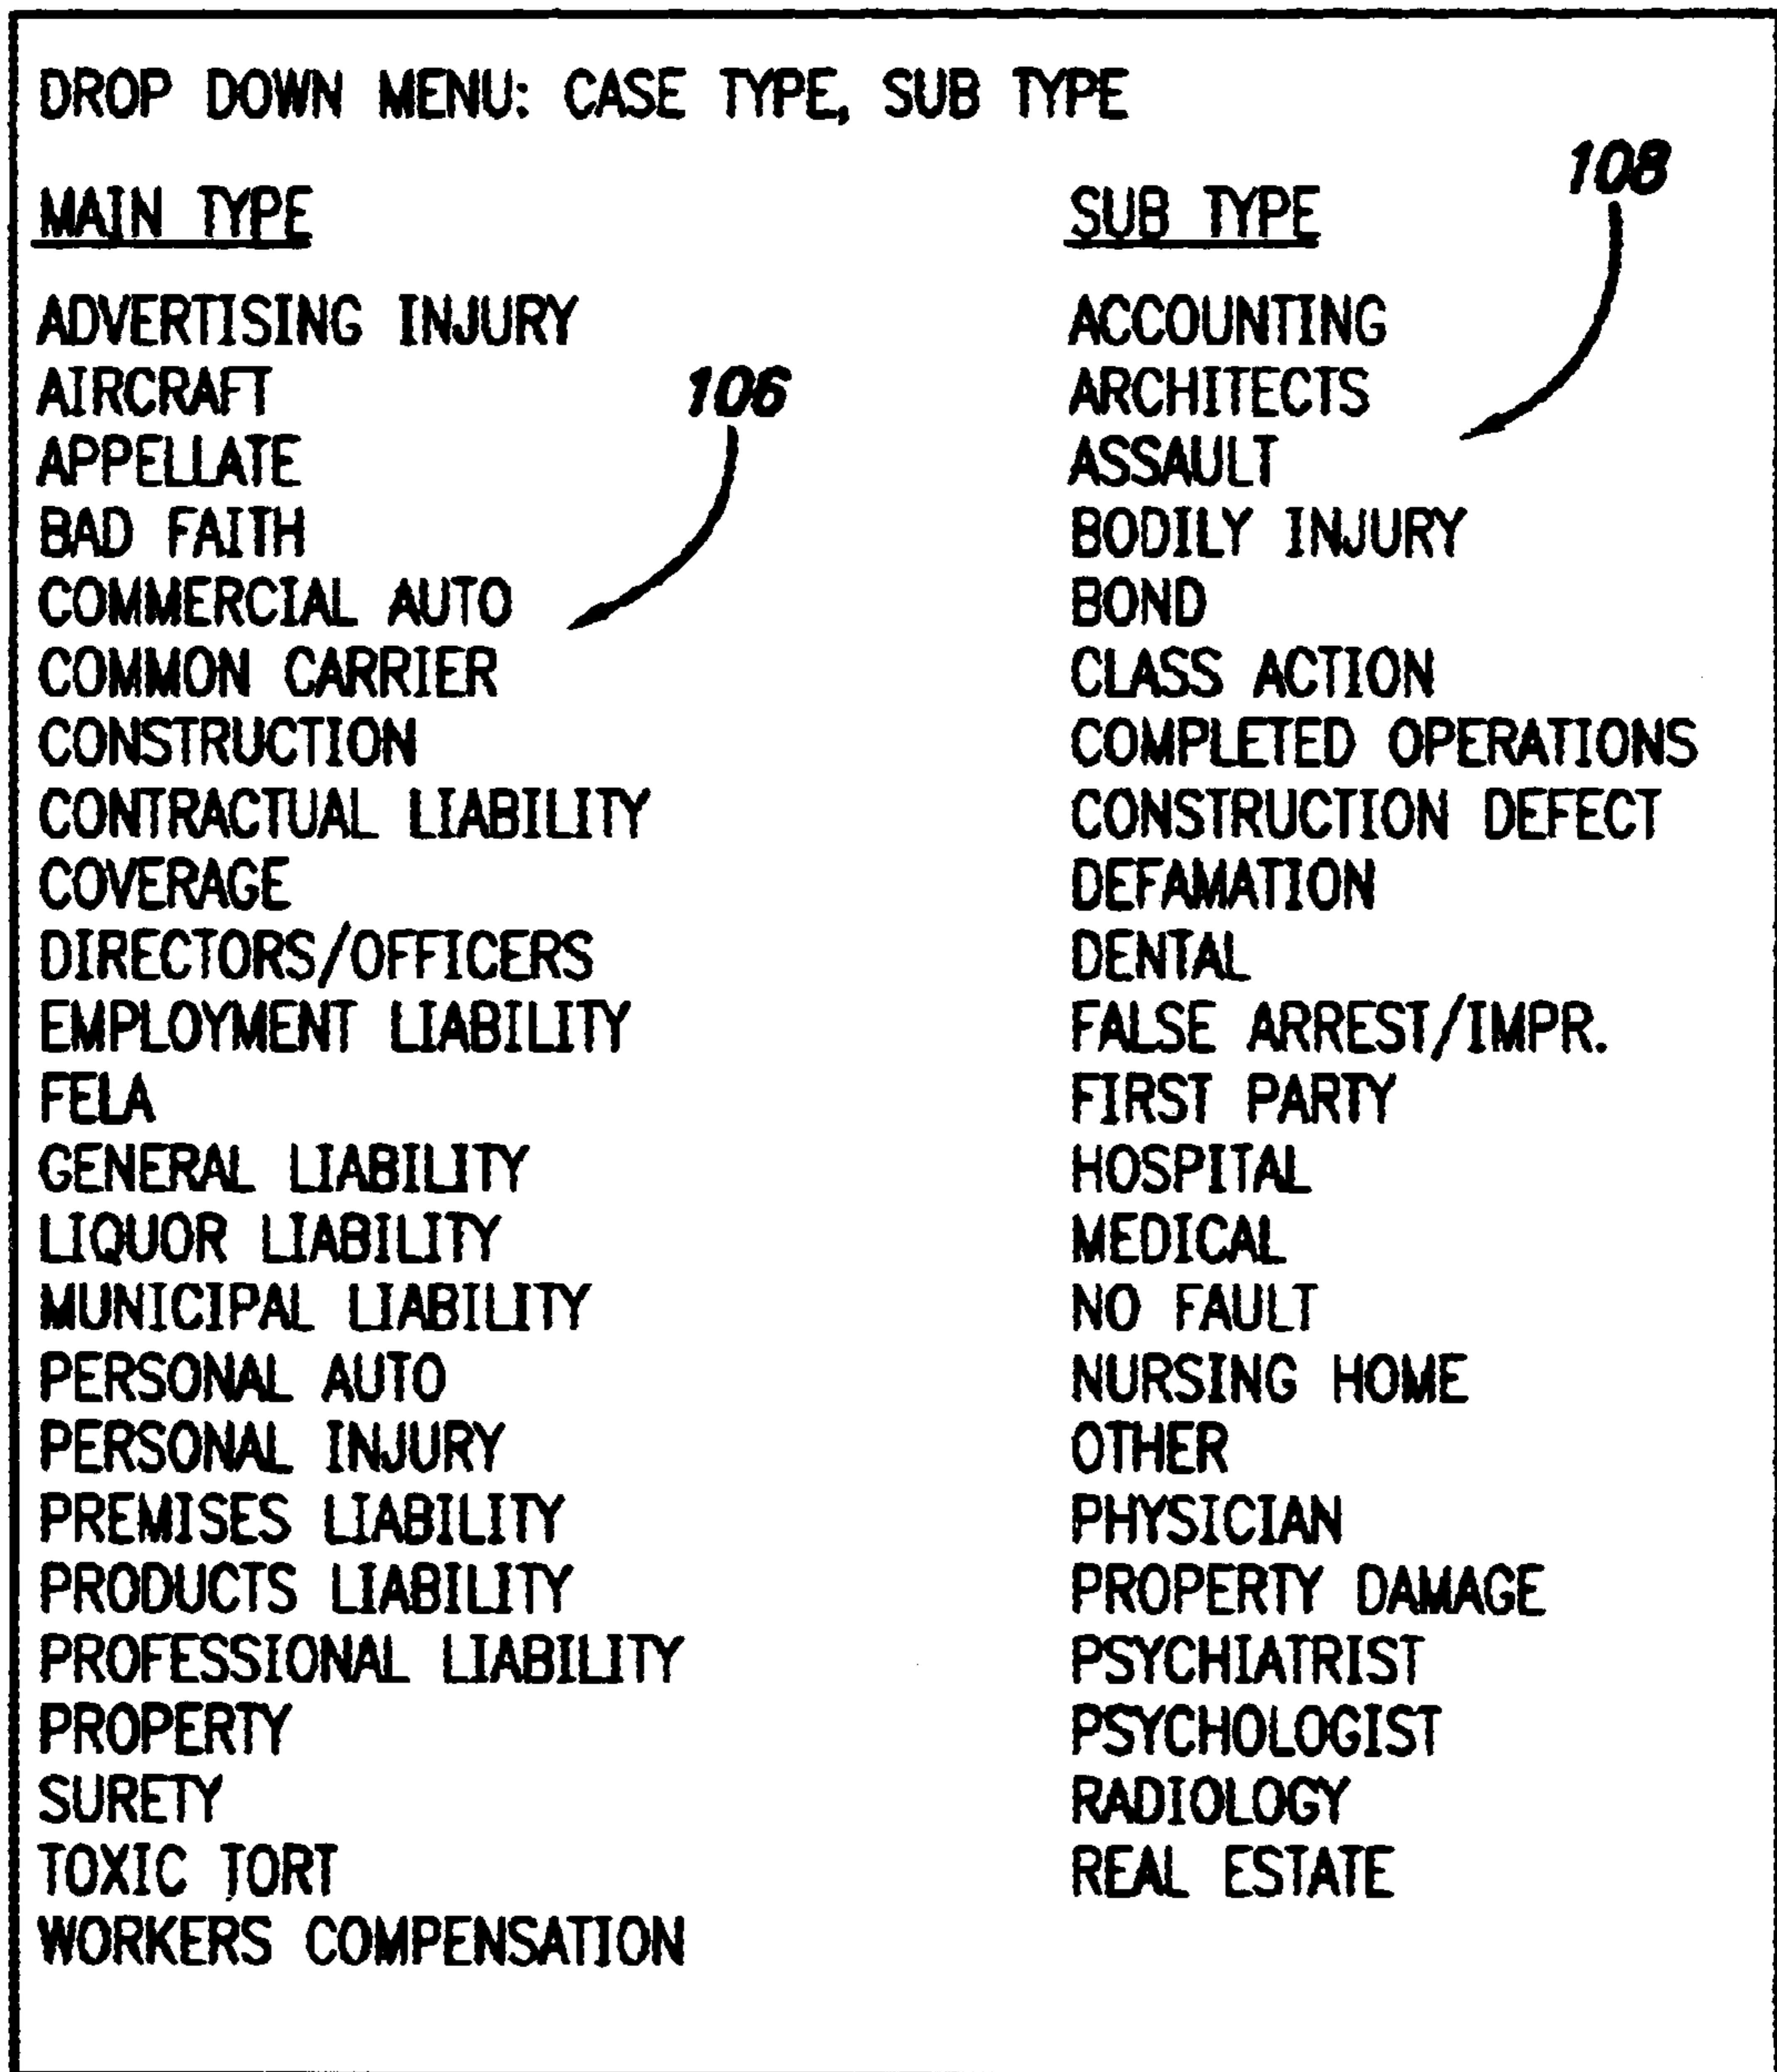 DROP DOWN MENU: CASE TYPE, SUB TYPE
108
MAIN TYPE SUB TYPE
ADVERTISING INJURY ACCOUNTING
AIRCRAFT 106 ARCHITECTS
APPELLATE ASSAULT
BAD FAITH BODILY INJURY
COMMERCIAL AUTO BOND
COMMON CARRIER CLASS ACTION
CONSTRUCTION COMPLETED OPERATIONS
CONTRACTUAL LIABILITY CONSTRUCTION DEFECT
COVERAGE DEFAMATION
DIRECTORS/OFFICERS DENTAL
EMPLOYMENT LIABILITY FALSE ARREST/IMPR.
FELA FIRST PARTY
GENERAL LIABILITY HOSPITAL
LIQUOR LIABILITY MEDICAL
MUNICIPAL LIABILITY NO FAULT
PERSONAL AUTO NURSING HOME
PERSONAL INJURY OTHER
PREMISES LIABILITY PHYSICIAN
PRODUCTS LIABILITY PROPERTY DAMAGE
PROFESSIONAL LIABILITY PSYCHIATRIST
PROPERTY PSYCHOLOGIST
SURETY RADIOLOGY
TOXIC TORT REAL ESTATE
WORKERS COMPENSATION